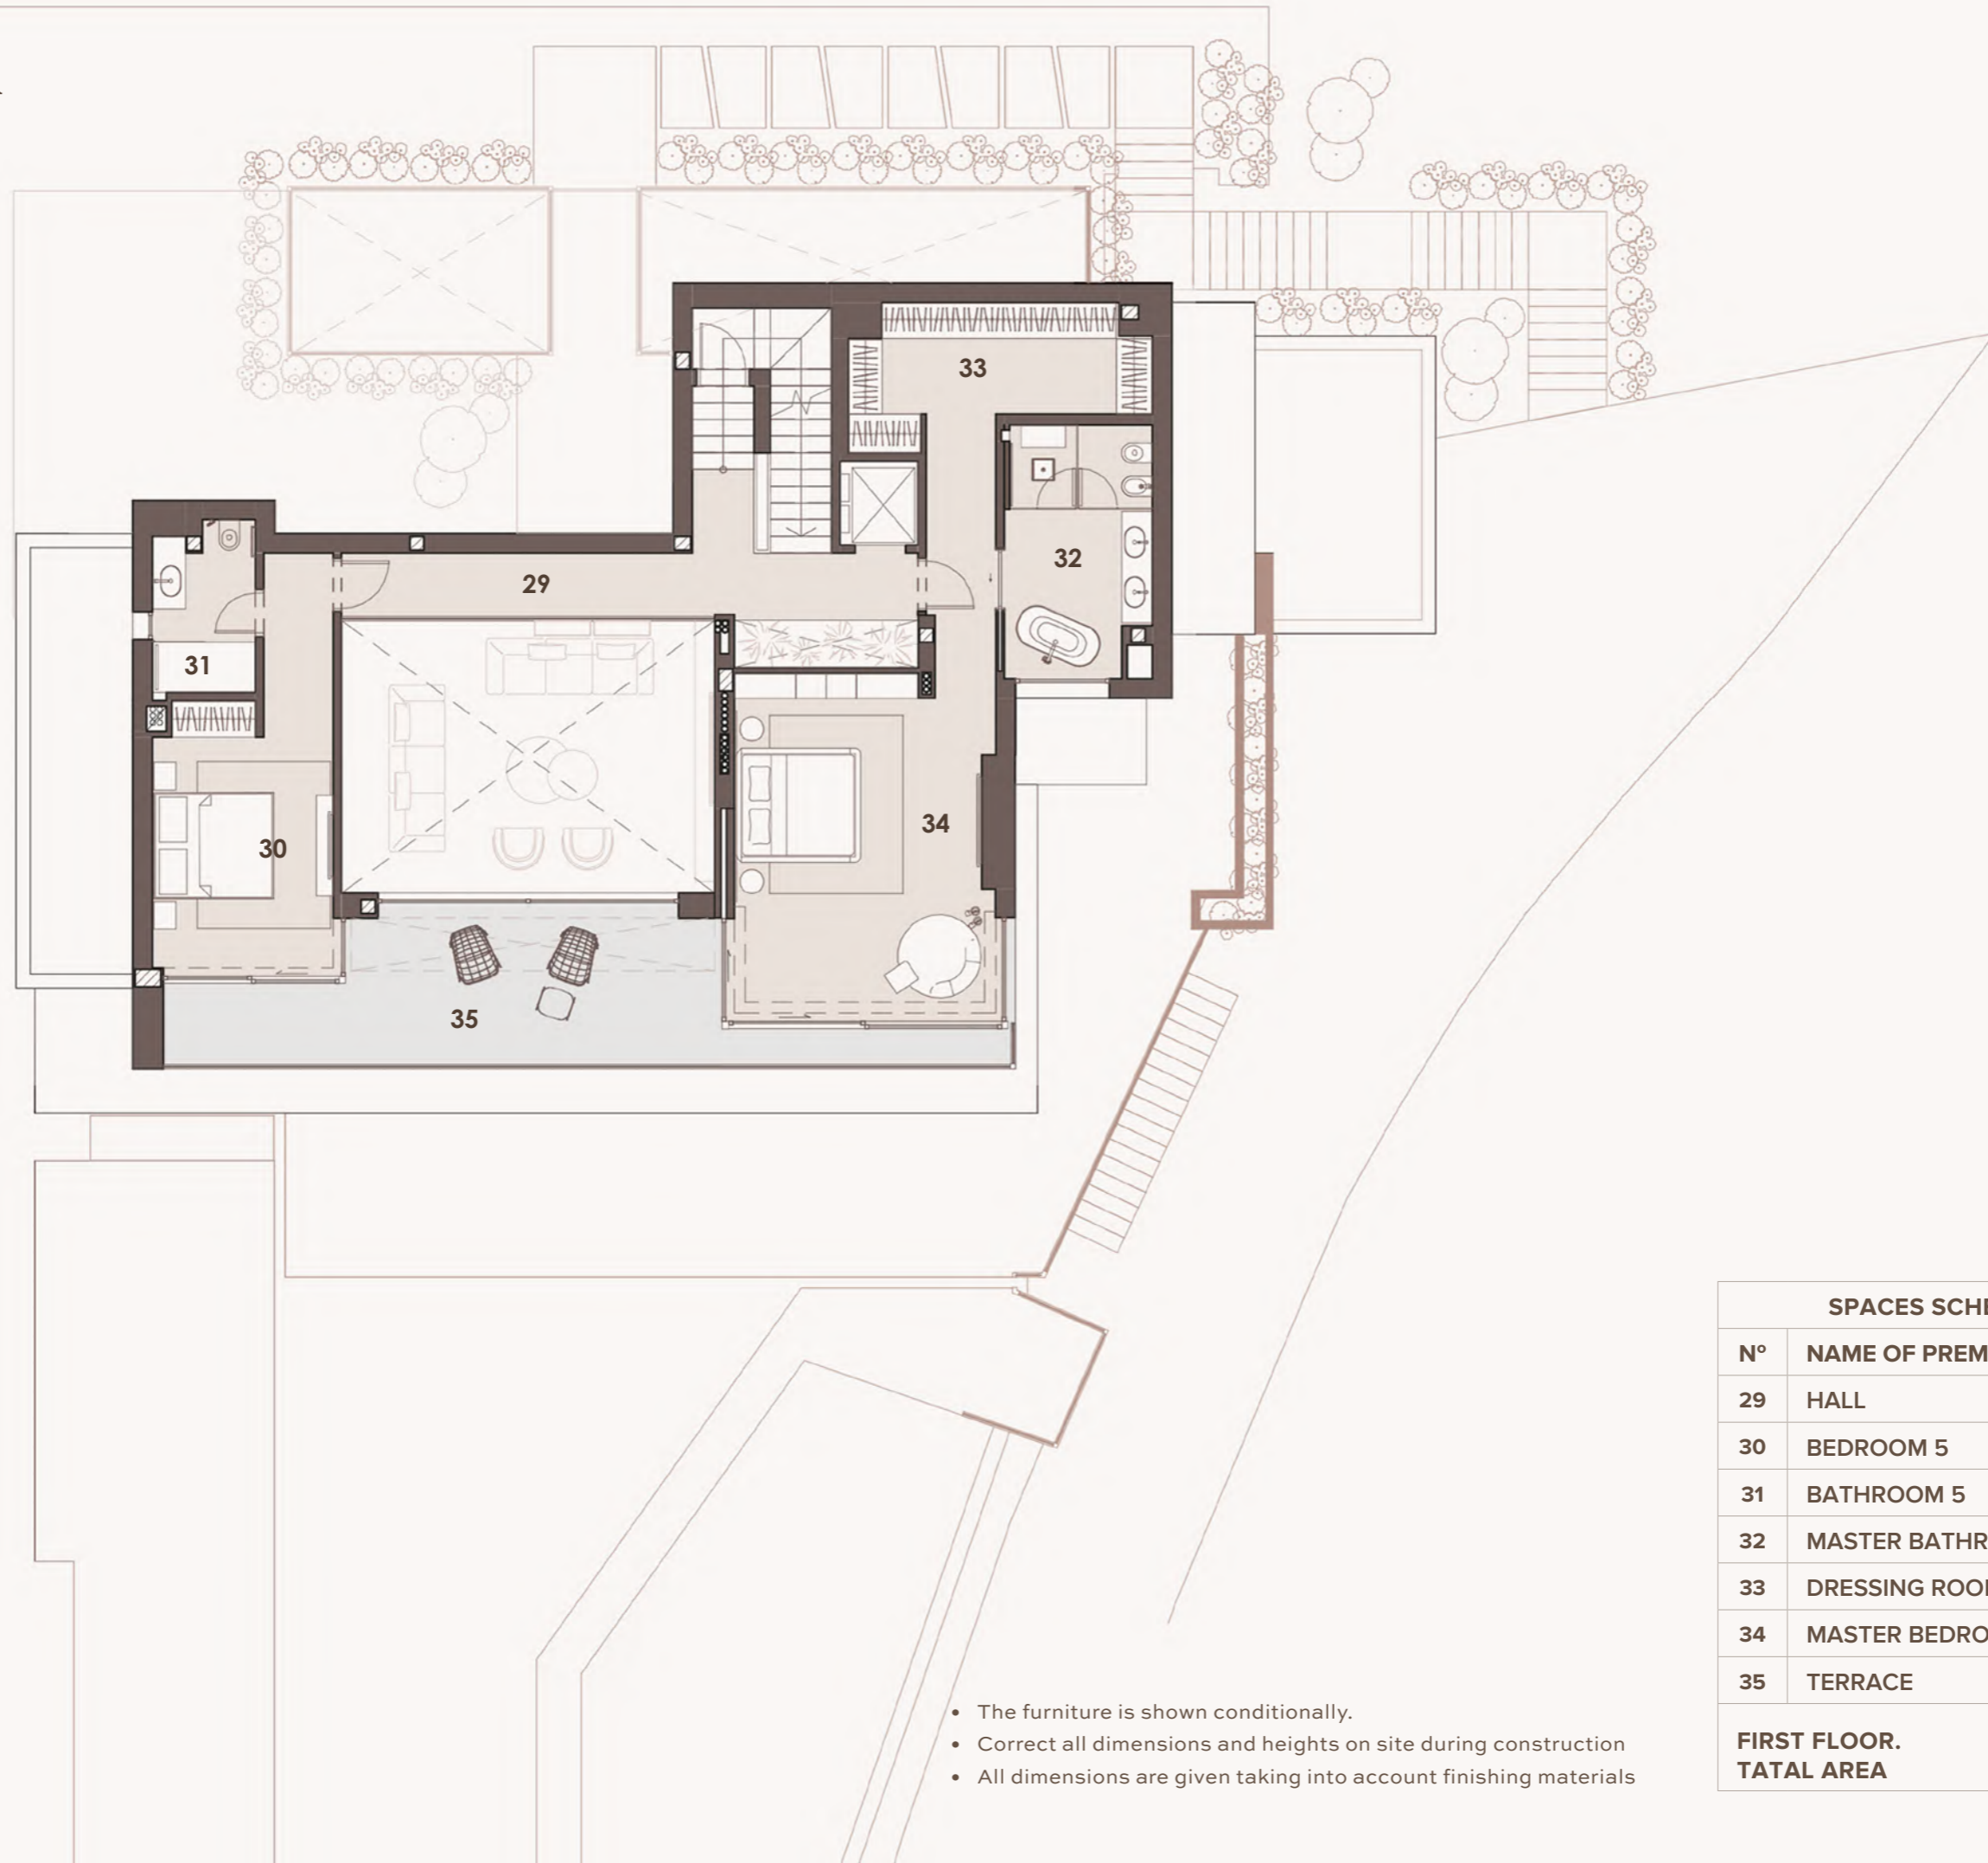 33
32
29
31
34
30
35
SPACES SCHE
Nº NAME OF PREM
29 HALL
30 BEDROOM 5
31 BATHROOM 5
32 MASTER BATHR
33 DRESSING ROO
34 MASTER BEDRO
35 TERRACE
FIRST FLOOR.
TATAL AREA
• The furniture is shown conditionally.
• Correct all dimensions and heights on site during construction
• All dimensions are given taking into account finishing materials